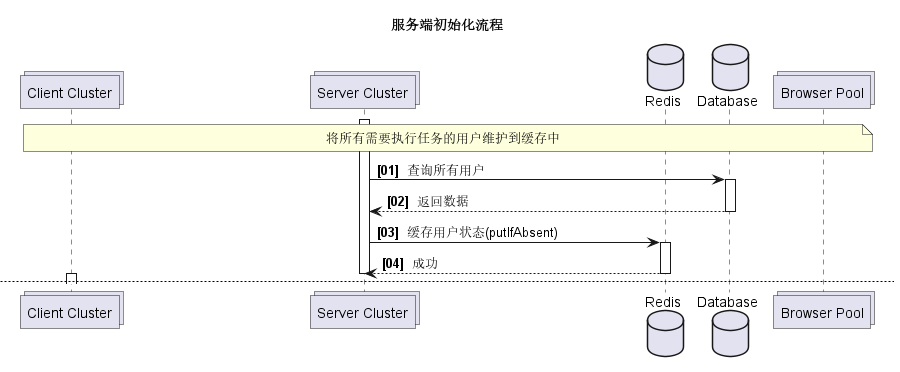 服务端初始化流程
Client Cluster
Server Cluster
Redis
Database
Browser Pool
将所有需要执行任务的用户维护到缓存中
[01] 查询所有用户
[02] 返回数据
[03] 缓存用户状态(putIfAbsent)
[04] 成功
Client Cluster
Server Cluster
Redis
Database
Browser Pool